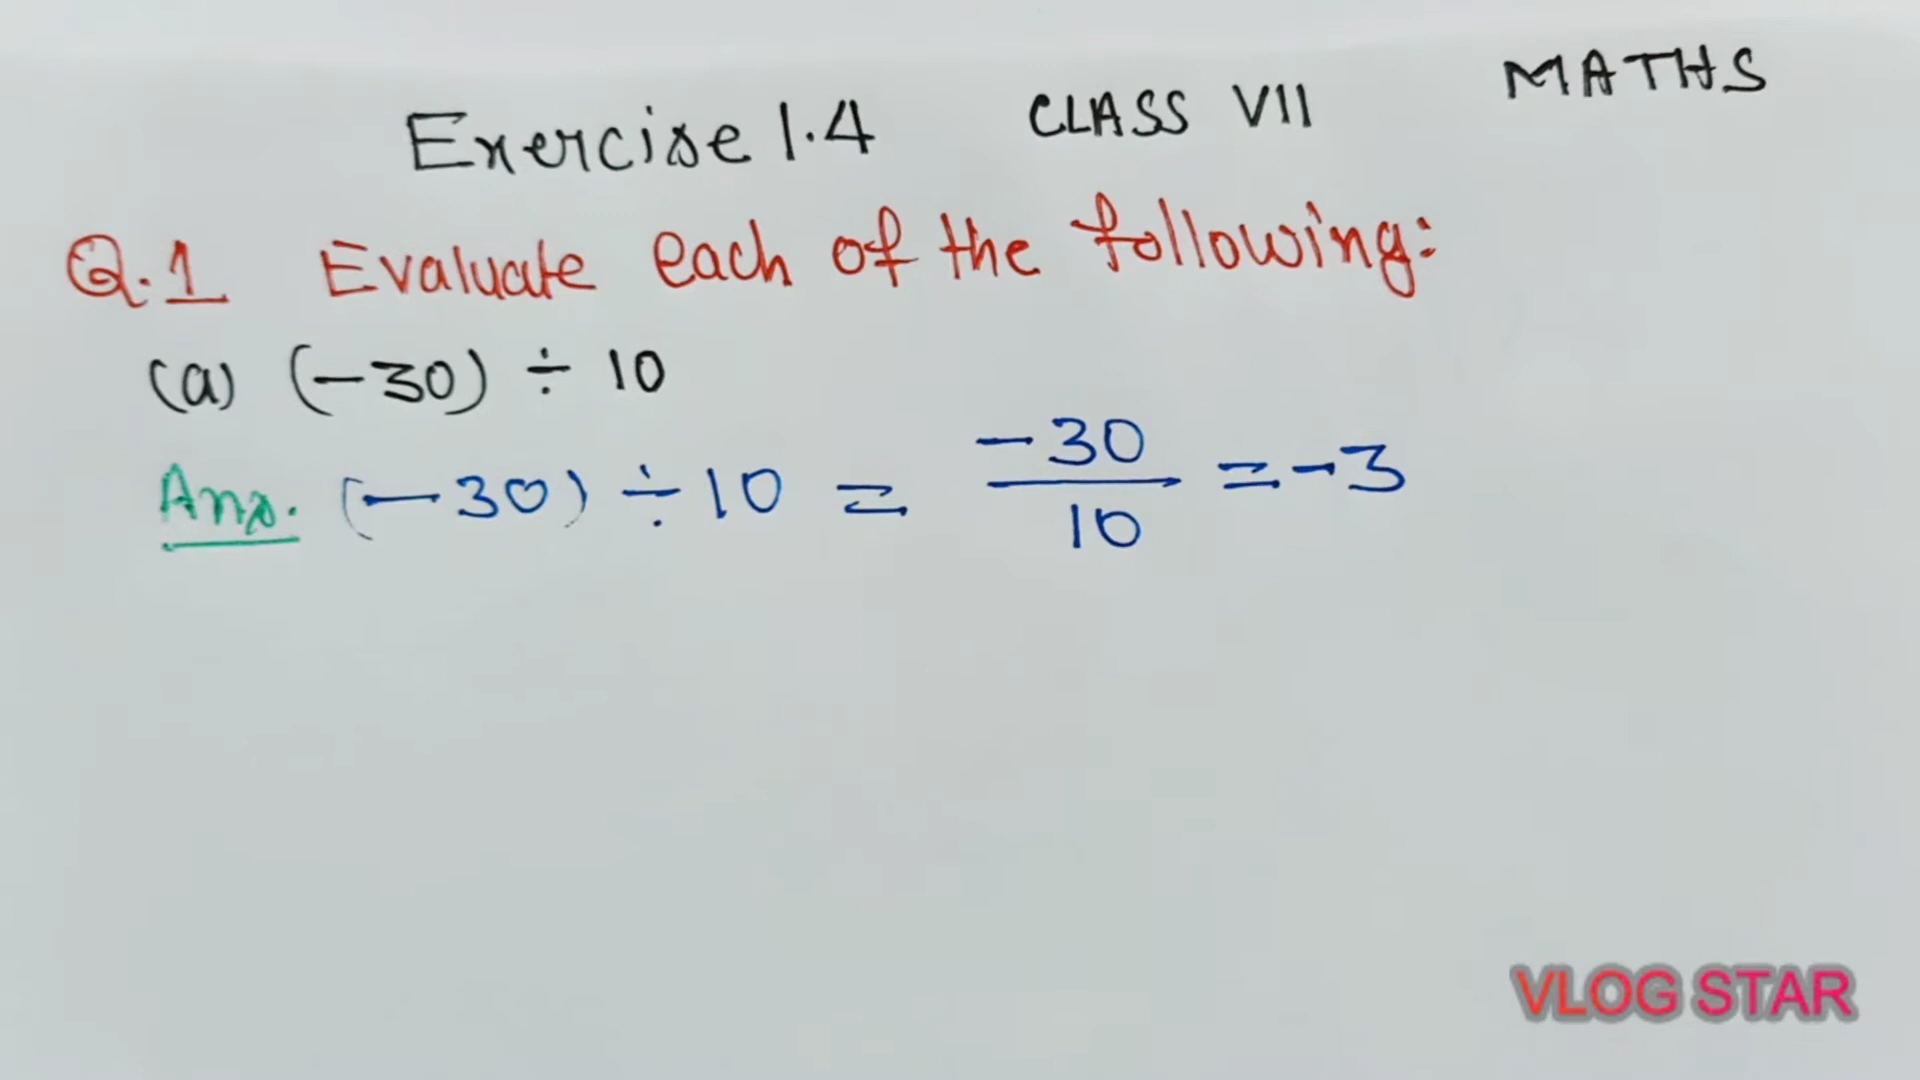 Exercise 1.4 CLASS VII MATHS
Q.1 Evaluate each of the following:
(a) (-30) ÷ 10
Ans. (-30) ÷ 10 = -30/10 = -3
VLOG STAR